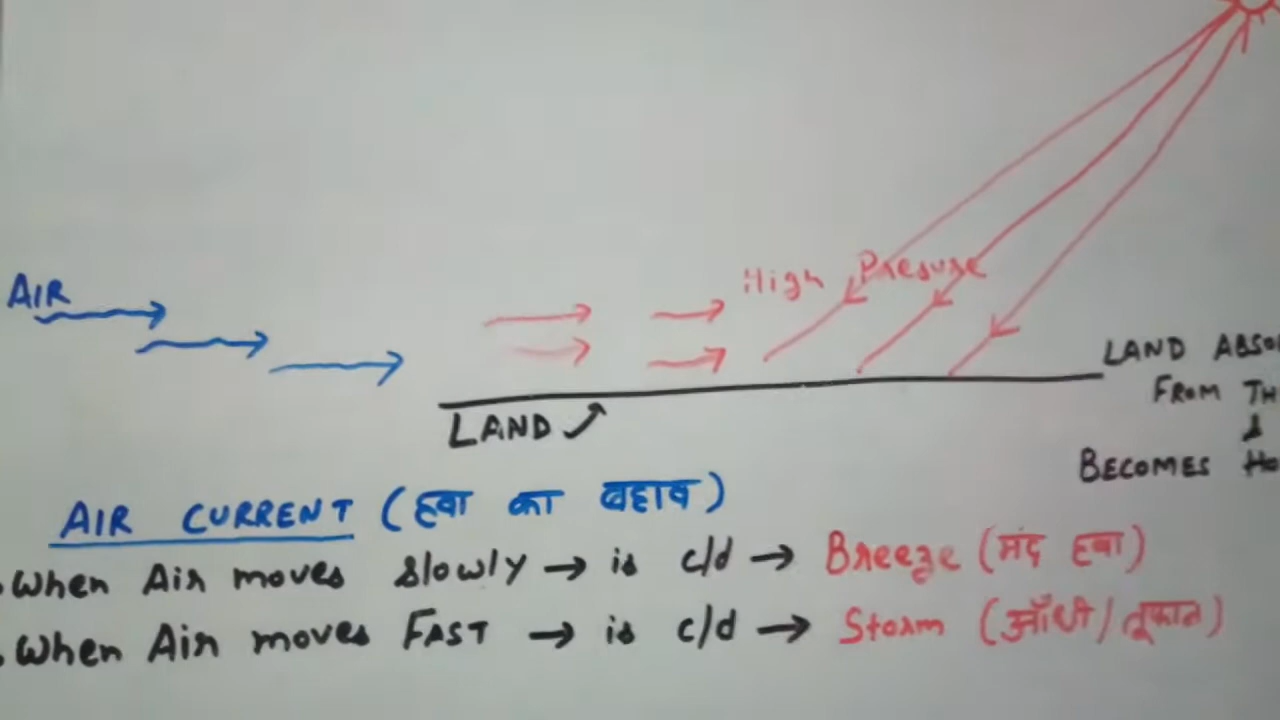 High Presure
AIR
LAND ABSO
FROM TH
LAND
BECOMES HO
AIR CURRENT (हवा का बहाव)
When Air moves slowly → is c/d → Breeze (मंद हवा)
When Air moves FAST → is c/d → Storm (आँधी/तूफान)